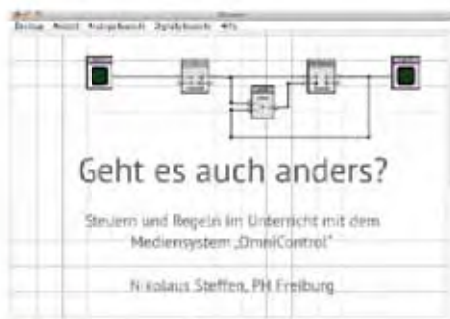 Geht es auch anders?
Steuern und Regeln im Unterricht mit dem
Mediensystem „OmniControl"
Nikolaus Steffen, PH Freiburg